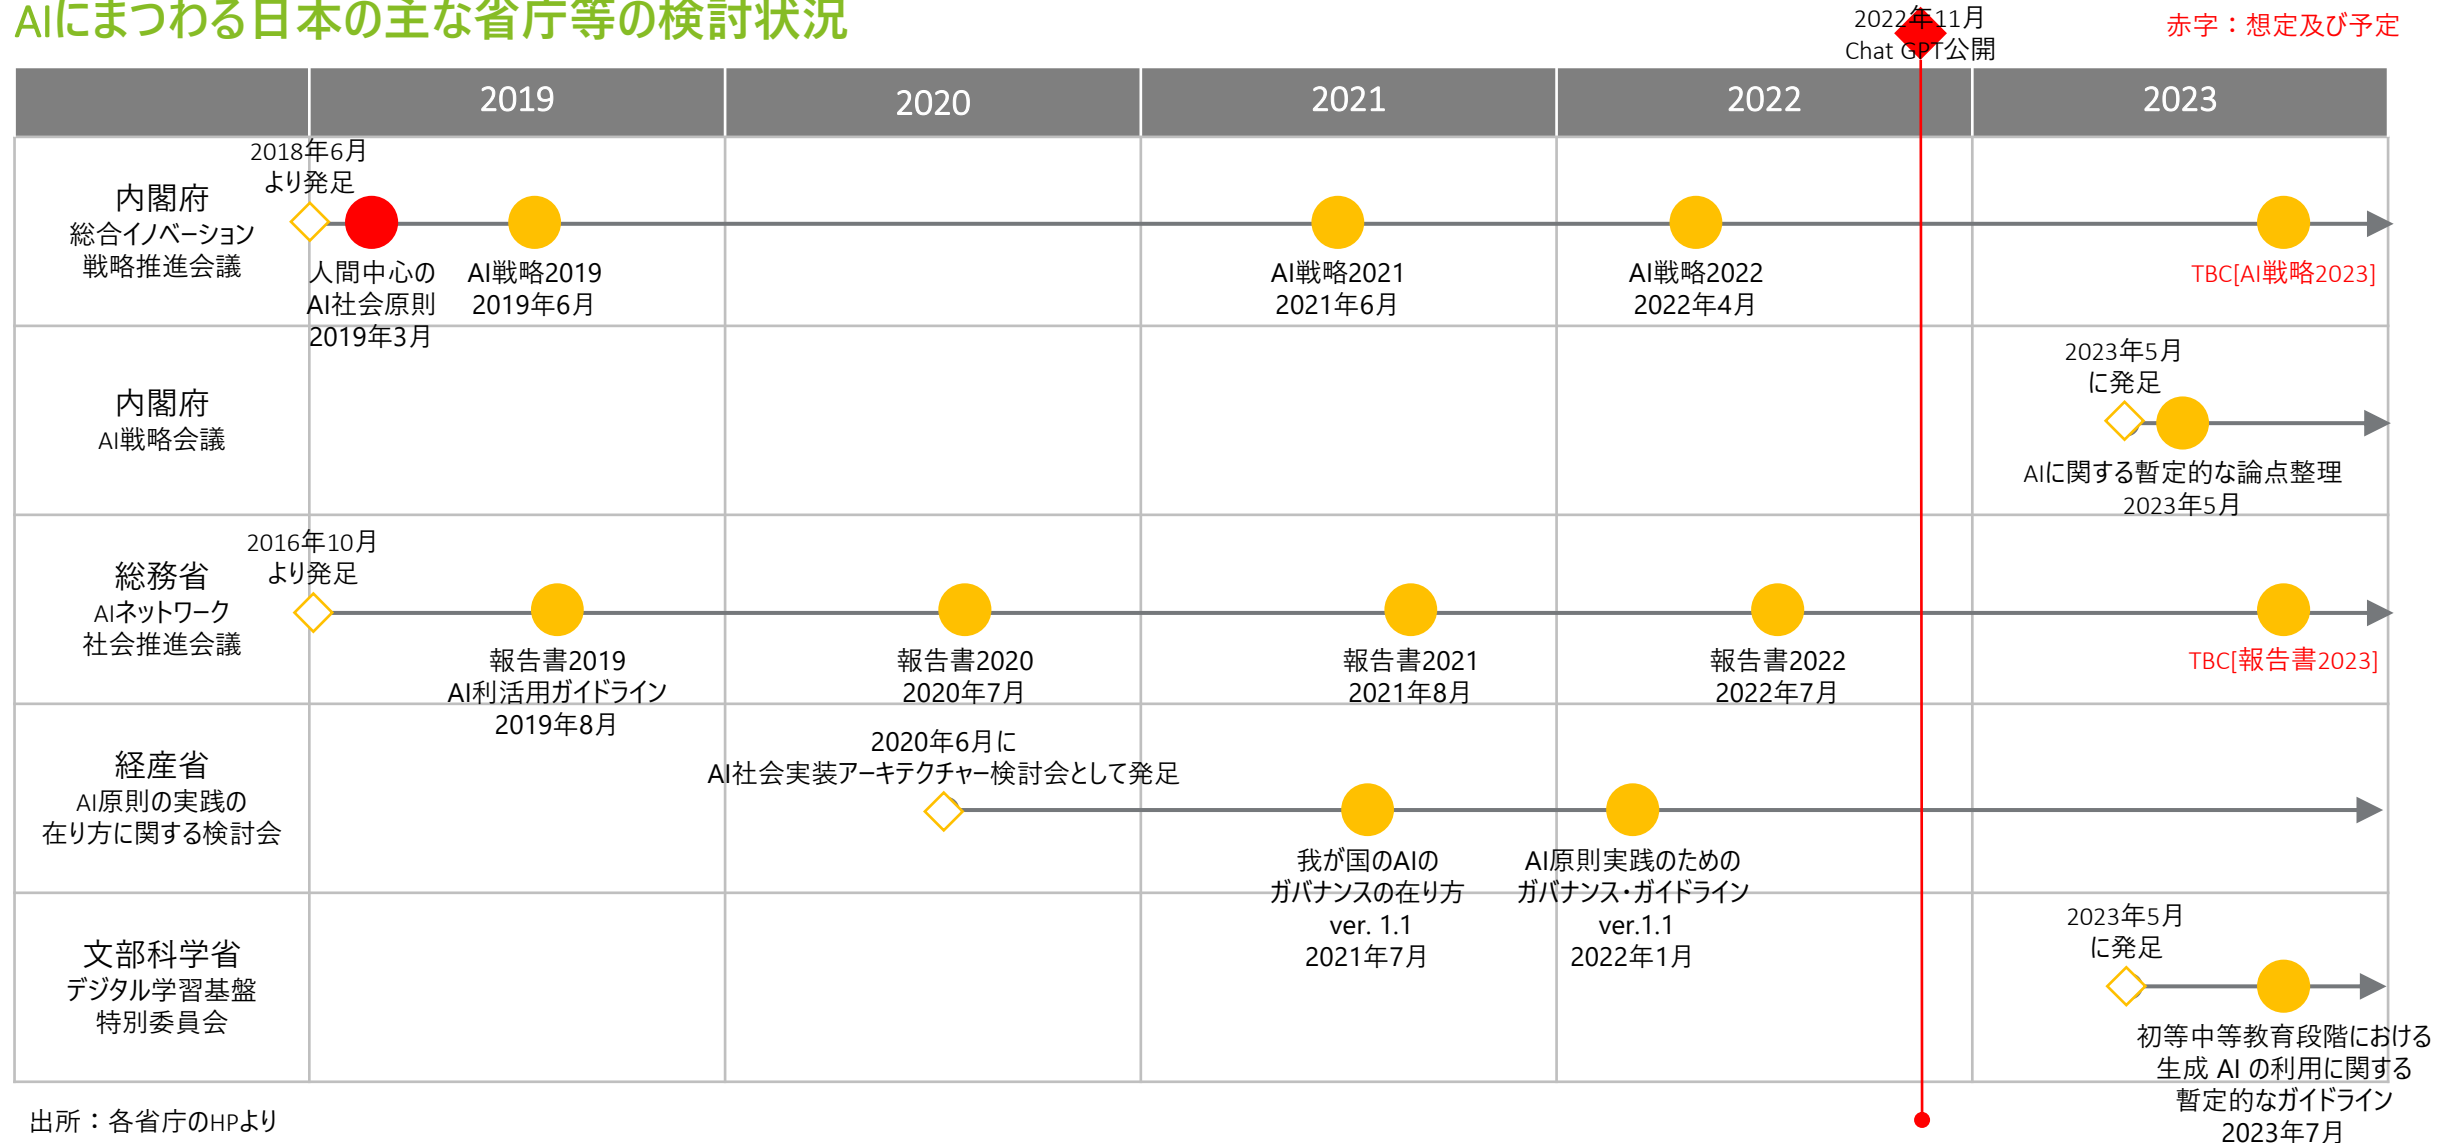 AIにまつわる日本の主な省庁等の検討状況
2022年11月
Chat GPT公開
赤字：想定及び予定
2019
2020
2021
2022
2023
内閣府
総合イノベーション
戦略推進会議
2018年6月
より発足
人間中心の
AI社会原則
2019年3月
AI戦略2019
2019年6月
AI戦略2021
2021年6月
AI戦略2022
2022年4月
TBC[AI戦略2023]
内閣府
AI戦略会議
2023年5月
に発足
AIに関する暫定的な論点整理
2023年5月
総務省
AIネットワーク
社会推進会議
2016年10月
より発足
報告書2019
AI利活用ガイドライン
2019年8月
報告書2020
2020年7月
報告書2021
2021年8月
報告書2022
2022年7月
TBC[報告書2023]
経産省
AI原則の実践の
在り方に関する検討会
2020年6月に
AI社会実装アーキテクチャー検討会として発足
我が国のAIの
ガバナンスの在り方
ver. 1.1
2021年7月
AI原則実践のための
ガバナンス・ガイドライン
ver.1.1
2022年1月
文部科学省
デジタル学習基盤
特別委員会
2023年5月
に発足
初等中等教育段階における
生成 AI の利用に関する
暫定的なガイドライン
2023年7月
出所：各省庁のHPより